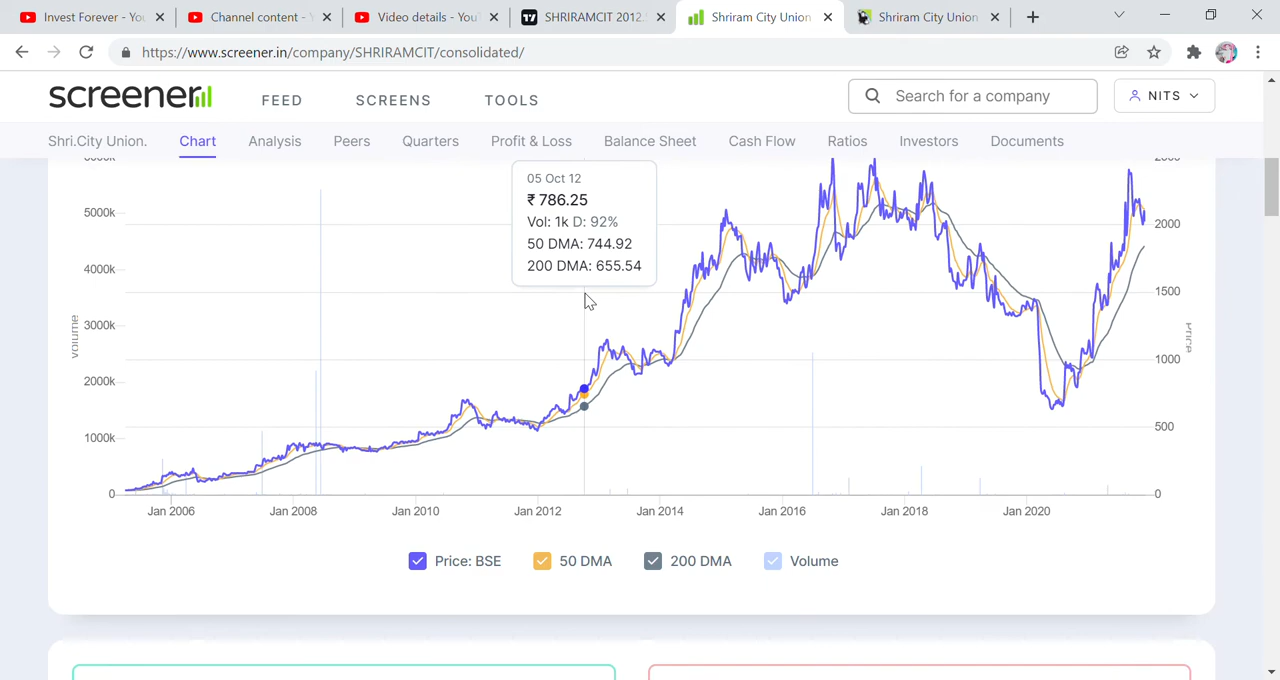 Invest Forever - You
Channel content - You
Video details - YouT
SHRIRAMCIT 2012.
Shriram City Union
Shriram City Union
https://www.screener.in/company/SHRIRAMCIT/consolidated/
screener
FEED
SCREENS
TOOLS
Search for a company
NITS
Shri.City Union.
Chart
Analysis
Peers
Quarters
Profit & Loss
Balance Sheet
Cash Flow
Ratios
Investors
Documents
05 Oct 12
₹ 786.25
Vol: 1k D: 92%
50 DMA: 744.92
200 DMA: 655.54
5000k
4000k
3000k
2000k
1000k
0
volume
2000
1500
1000
500
0
Price
Jan 2006
Jan 2008
Jan 2010
Jan 2012
Jan 2014
Jan 2016
Jan 2018
Jan 2020
Price: BSE
50 DMA
200 DMA
Volume